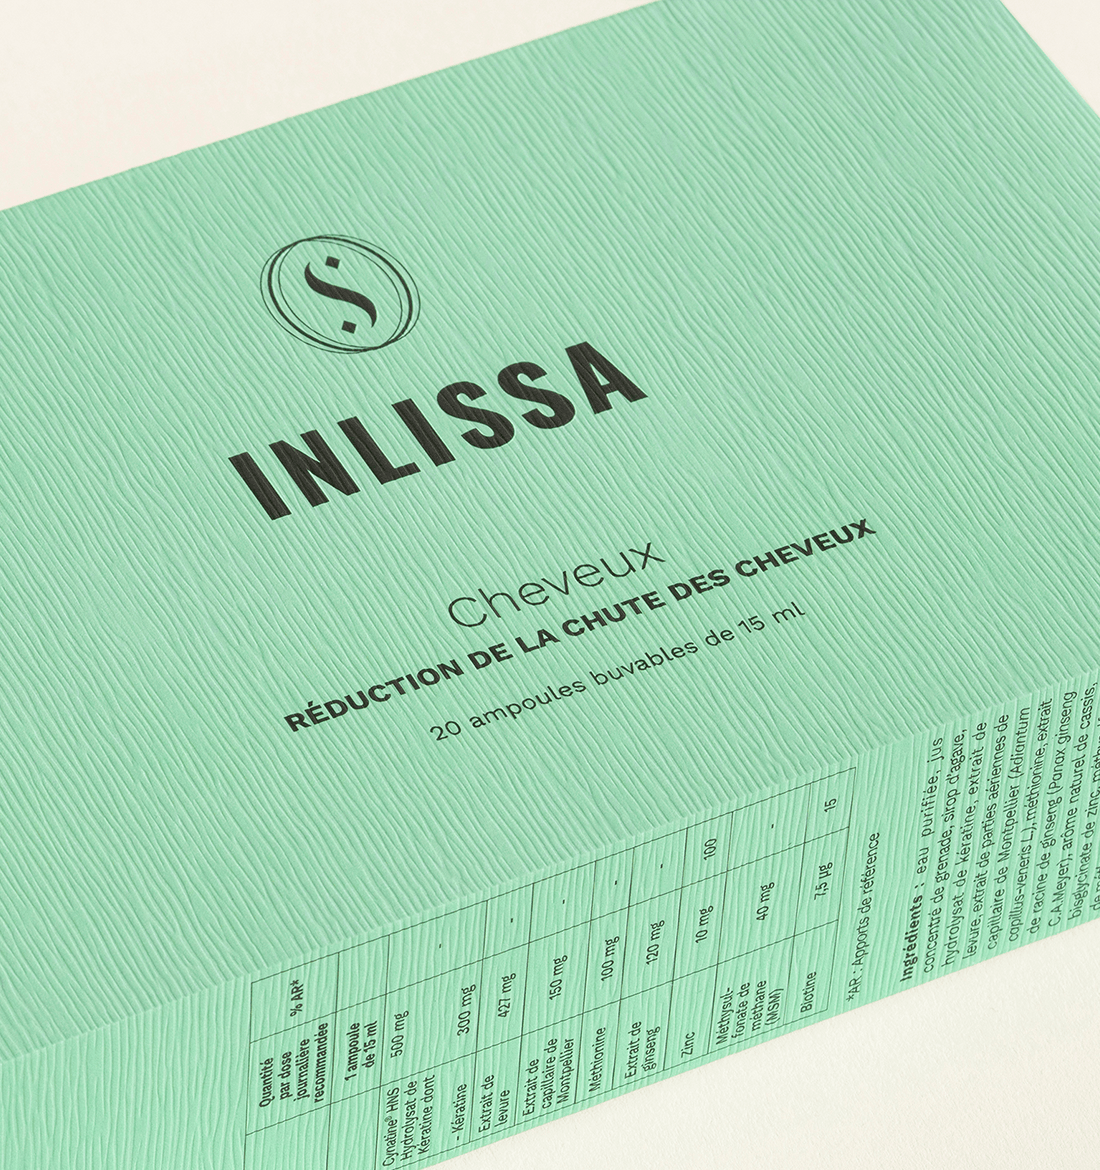 INLISSA
Cheveux
RÉDUCTION DE LA CHUTE DES CHEVEUX
20 ampoules buvables de 15 ml
Quantité
par dose
journalière
recommandée
% AR*
1 ampoule
de 15 ml
Cynatine® HNS
Hydrolysat de
Kératine dont
500 mg
-
- Kératine
300 mg
-
Extrait de
levure
427 mg
-
Extrait de
capillaire de
Montpellier
150 mg
-
Méthionine
100 mg
-
Extrait de
ginseng
120 mg
-
Zinc
10 mg
100
Méthysul-
fonate de
méthane
(MSM)
40 mg
-
Biotine
7,5 µg
15
*AR : Apports de référence
Ingrédients : eau purifiée, jus
concentré de grenade, sirop d'agave,
hydrolysat de kératine, extrait de
levure, extrait de parties aériennes de
capillaire de Montpellier (Adiantum
capillus-veneris L.), méthionine, extrait
de racine de ginseng (Panax ginseng
C.A.Meyer), arôme naturel de cassis,
bisglycinate de zinc,